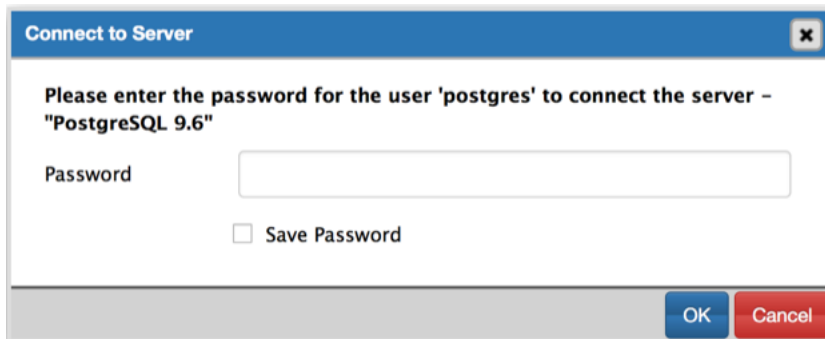 Connect to Server
Please enter the password for the user 'postgres' to connect the server –
"PostgreSQL 9.6"
Password
Save Password
OK
Cancel